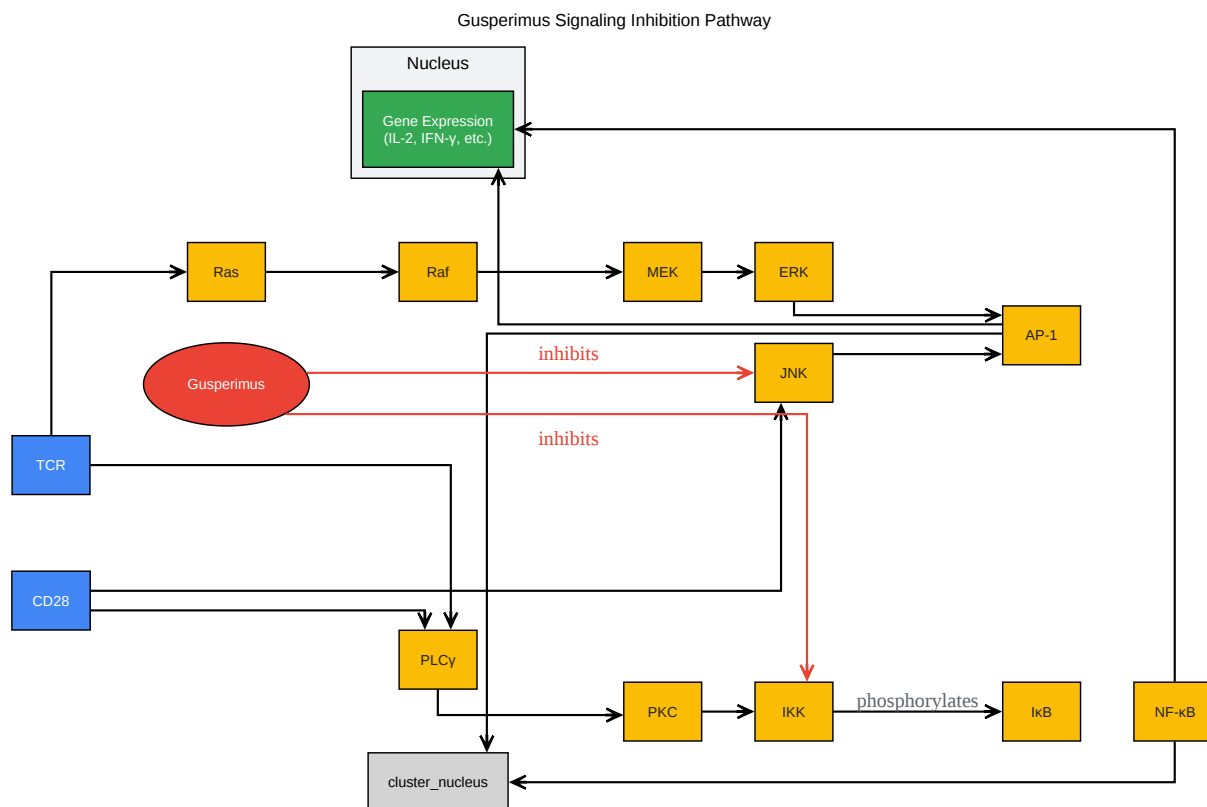 Gusperimus Signaling Inhibition Pathway
Nucleus
Gene Expression
(IL-2, IFN-γ, etc.)
Ras
Raf
MEK
ERK
AP-1
inhibits
JNK
Gusperimus
inhibits
TCR
CD28
PLCγ
PKC
IKK
phosphorylates
IκB
NF-κB
cluster_nucleus